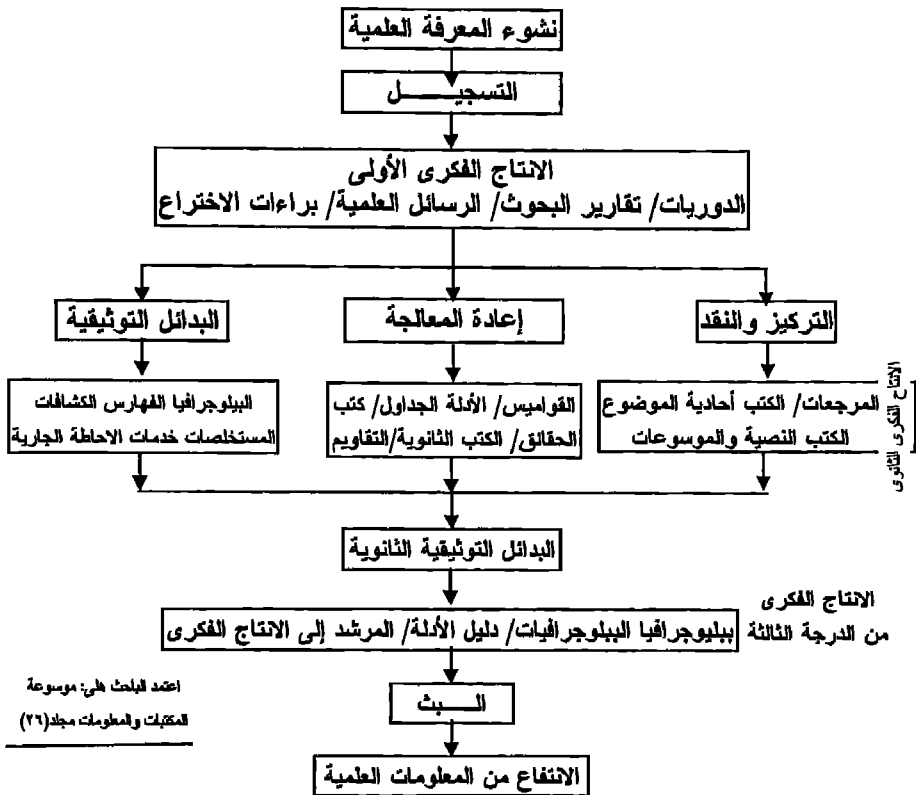 نشوء المعرفة العلمية
التسجيـــــــل
الانتاج الفكرى الأولى
الدوريات/ تقارير البحوث/ الرسائل العلمية/ براءات الاختراع
التركيز والنقد
إعادة المعالجة
البدائل التوثيقية
الانتاج الفكرى الثانوى
المرجعات/ الكتب أحادية الموضوع
الكتب النصية والموسوعات
القواميس/ الأدلة الجداول/ كتب
الحقائق/ الكتب الثانوية/التقاويم
البيلوجرافيا الفهارس الكشافات
المستخلصات خدمات الاحاطة الجارية
البدائل التوثيقية الثانوية
الانتاج الفكرى
من الدرجة الثالثة
ببليوجرافيا الببلوجرافيات/ دليل الأدلة/ المرشد إلى الانتاج الفكرى
البـــث
اعتمد الباحث على: موسوعة
المكتبات والمعلومات مجلد(٢٦)
الانتفاع من المعلومات العلمية